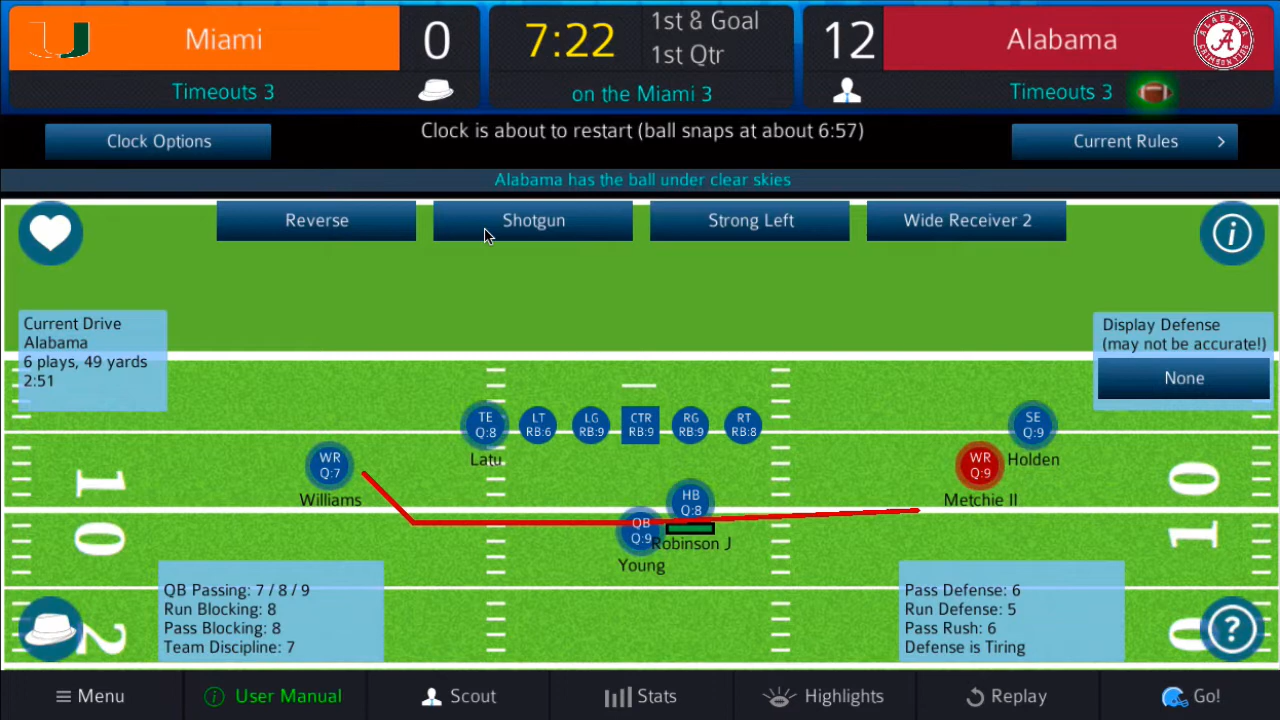 Miami
0
7:22
1st & Goal
1st Qtr
12
Alabama
Timeouts 3
on the Miami 3
Timeouts 3
Clock Options
Clock is about to restart (ball snaps at about 6:57)
Current Rules
Alabama has the ball under clear skies
Reverse
Shotgun
Strong Left
Wide Receiver 2
Current Drive
Alabama
6 plays, 49 yards
2:51
Display Defense
(may not be accurate!)
None
TE
Q:8
Latu
LT
RB:6
LG
RB:9
CTR
RB:9
RG
RB:9
RT
RB:8
SE
Q:9
Holden
WR
Q:7
Williams
WR
Q:9
Metchie II
HB
Q:8
Robinson J
QB
Q:9
Young
1 0
1 0
2
0
QB Passing: 7 / 8 / 9
Run Blocking: 8
Pass Blocking: 8
Team Discipline: 7
Pass Defense: 6
Run Defense: 5
Pass Rush: 6
Defense is Tiring
Menu
User Manual
Scout
Stats
Highlights
Replay
Go!